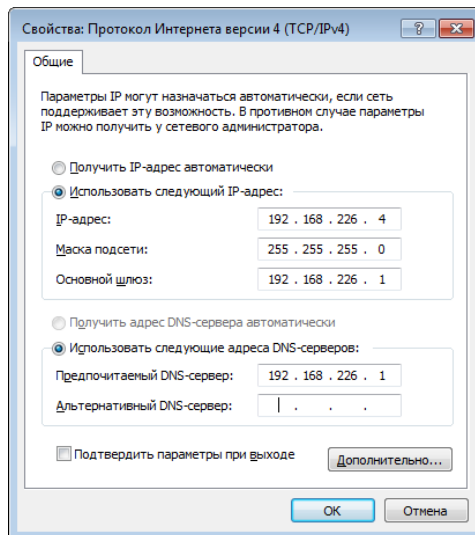 Свойства: Протокол Интернета версии 4 (TCP/IPv4)
Общие
Параметры IP могут назначаться автоматически, если сеть
поддерживает эту возможность. В противном случае параметры
IP можно получить у сетевого администратора.
Получить IP-адрес автоматически
Использовать следующий IP-адрес:
IP-адрес: 192 . 168 . 226 . 4
Маска подсети: 255 . 255 . 255 . 0
Основной шлюз: 192 . 168 . 226 . 1
Получить адрес DNS-сервера автоматически
Использовать следующие адреса DNS-серверов:
Предпочитаемый DNS-сервер: 192 . 168 . 226 . 1
Альтернативный DNS-сервер: . . .
Подтвердить параметры при выходе
Дополнительно...
ОК Отмена